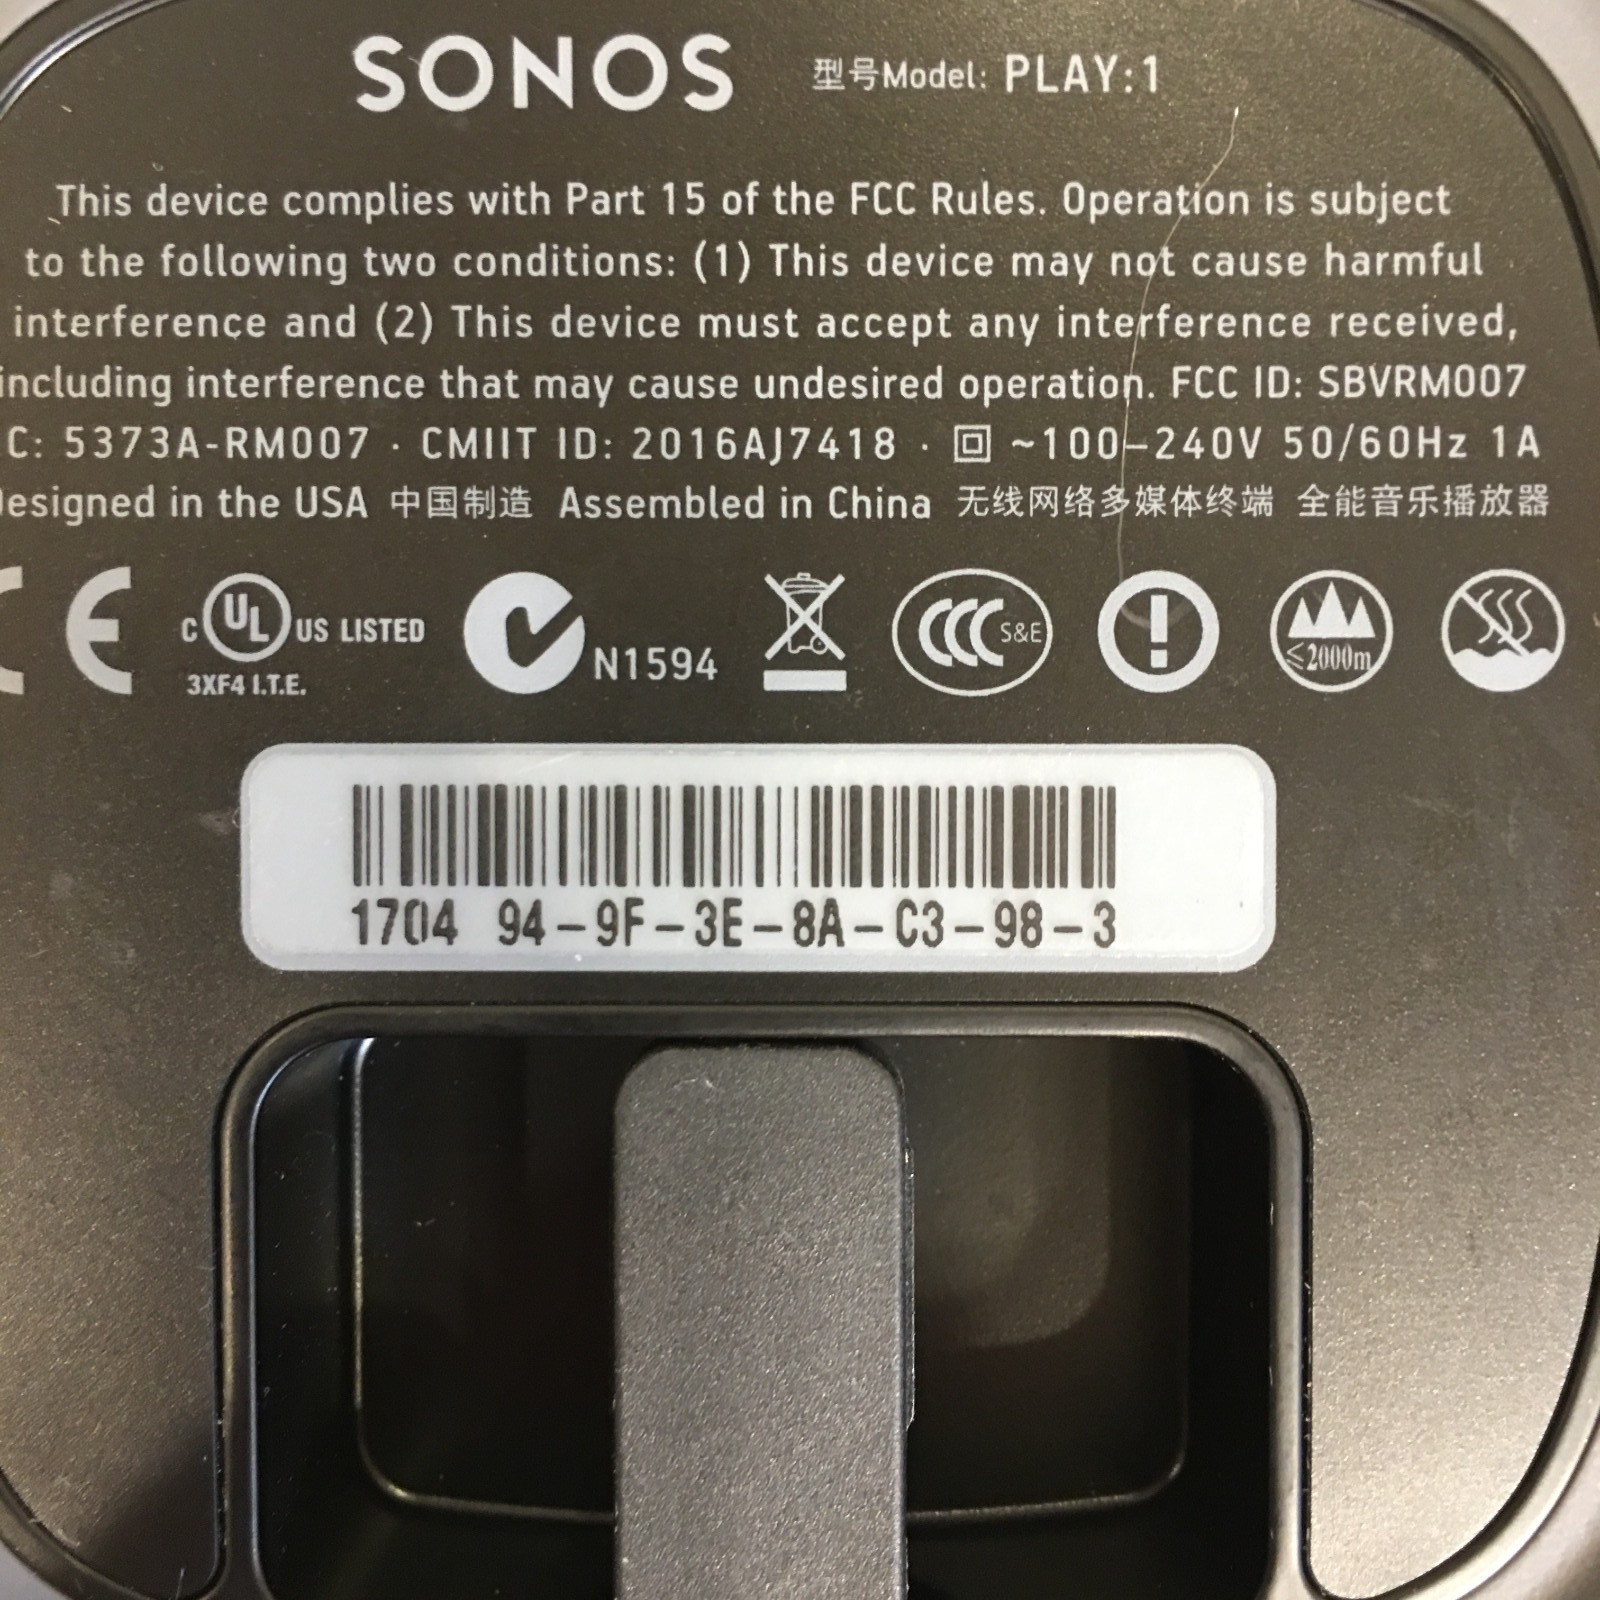 SONOS 型号Model: PLAY:1
This device complies with Part 15 of the FCC Rules. Operation is subject
to the following two conditions: (1) This device may not cause harmful
interference and (2) This device must accept any interference received,
including interference that may cause undesired operation. FCC ID: SBVRM007
C: 5373A-RM007 · CMIIT ID: 2016AJ7418 · ~100–240V 50/60Hz 1A
Designed in the USA 中国制造 Assembled in China 无线网络多媒体终端 全能音乐播放器
CE C UL US LISTED N1594 CCC S&E ≤2000m
3XF4 I.T.E.
1704 94-9F-3E-8A-C3-98-3